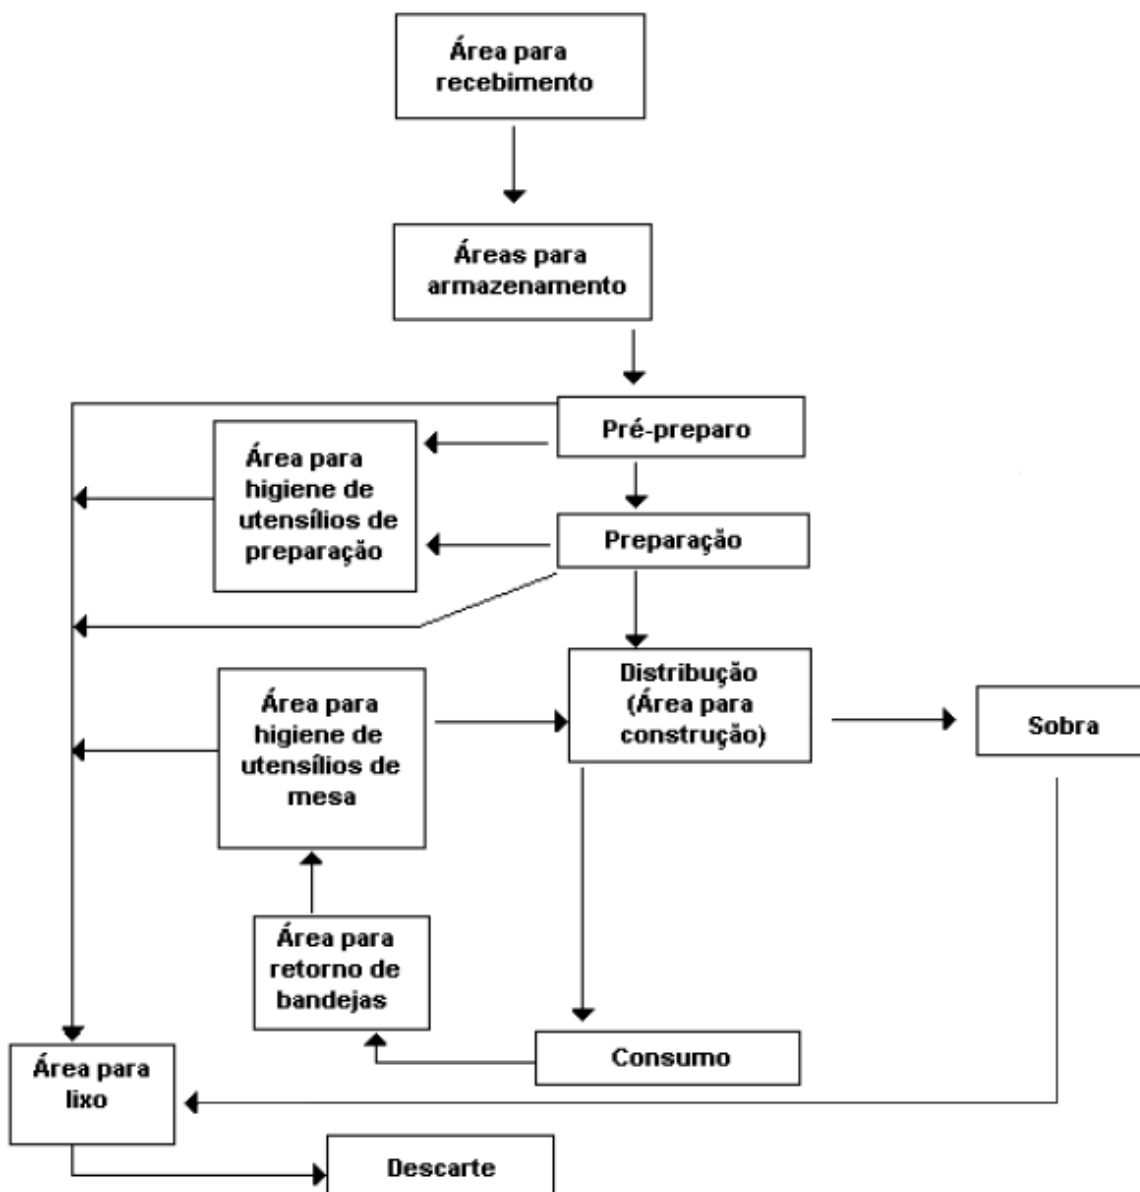 Área para
recebimento
Áreas para
armazenamento
Pré-preparo
Área para
higiene de
utensílios de
preparação
Preparação
Distribução
(Área para
construção)
Sobra
Área para
higiene de
utensílios de
mesa
Área para
retorno de
bandejas
Consumo
Área para
lixo
Descarte